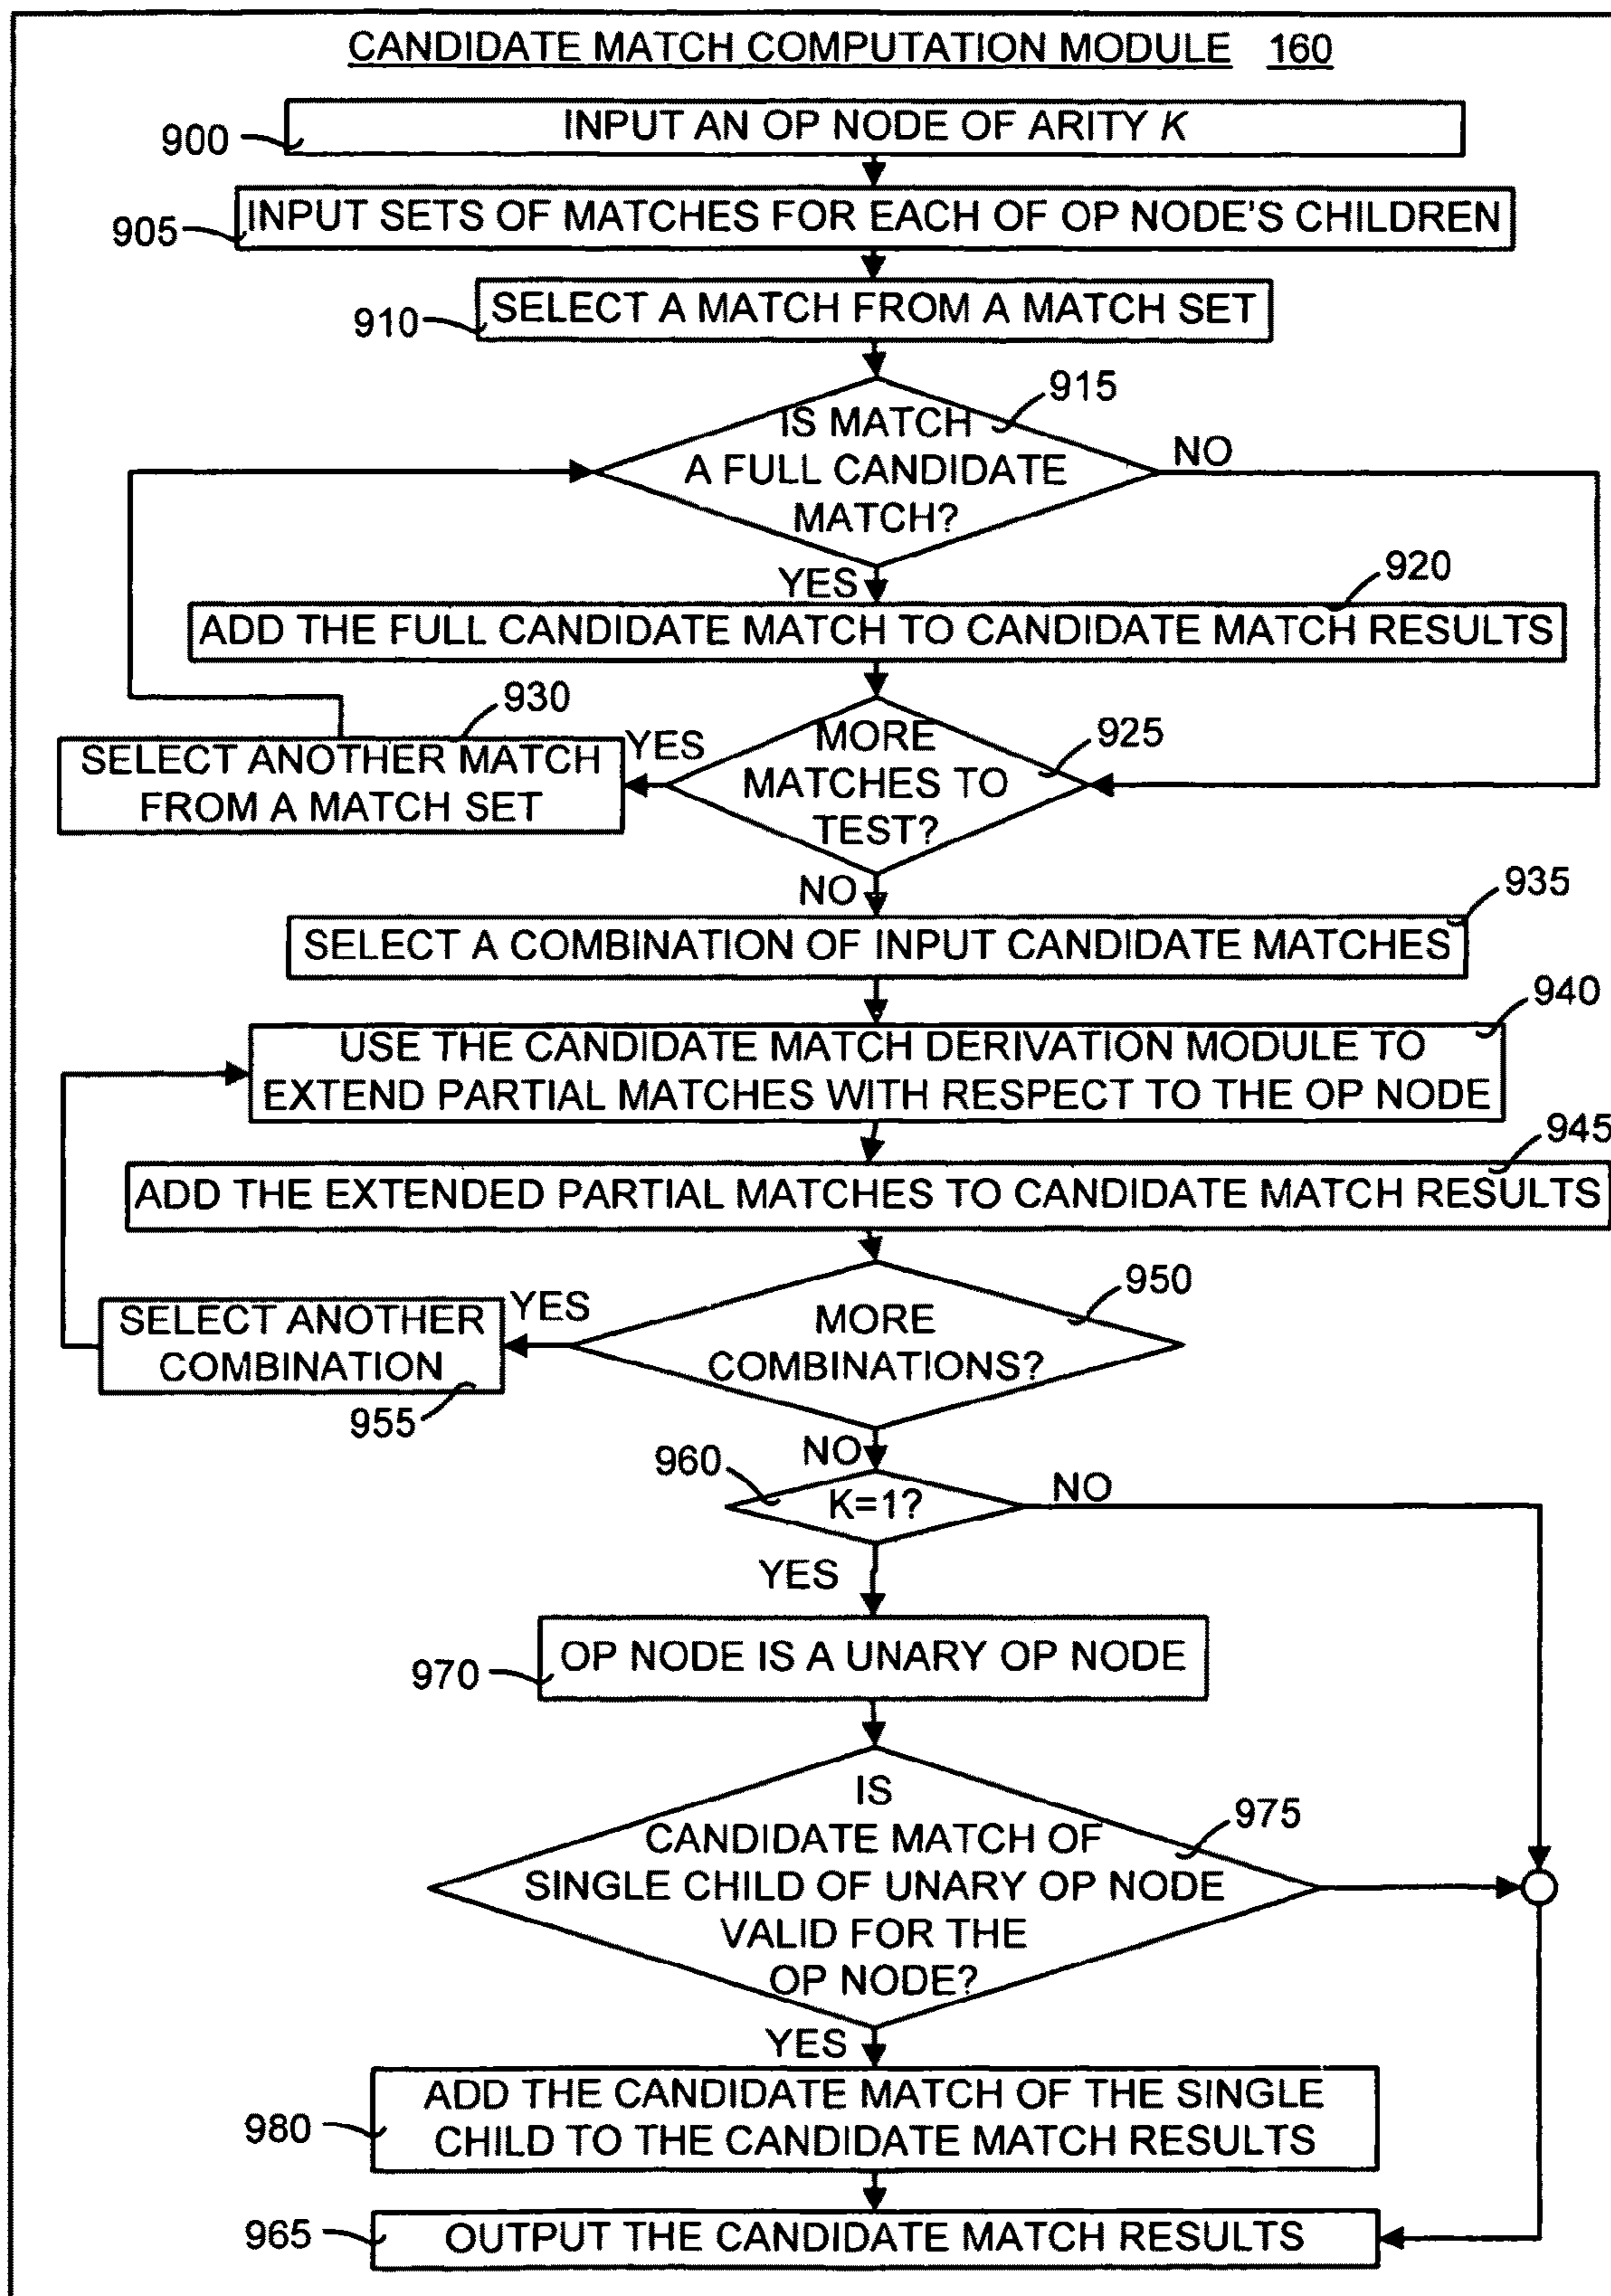 CANDIDATE MATCH COMPUTATION MODULE 160
INPUT AN OP NODE OF ARITY K
900
INPUT SETS OF MATCHES FOR EACH OF OP NODE'S CHILDREN
905
SELECT A MATCH FROM A MATCH SET
910
915
IS MATCH
A FULL CANDIDATE
MATCH?
NO
YES
920
ADD THE FULL CANDIDATE MATCH TO CANDIDATE MATCH RESULTS
930
SELECT ANOTHER MATCH
FROM A MATCH SET
YES
MORE
MATCHES TO
TEST?
925
NO
935
SELECT A COMBINATION OF INPUT CANDIDATE MATCHES
940
USE THE CANDIDATE MATCH DERIVATION MODULE TO
EXTEND PARTIAL MATCHES WITH RESPECT TO THE OP NODE
945
ADD THE EXTENDED PARTIAL MATCHES TO CANDIDATE MATCH RESULTS
950
SELECT ANOTHER
COMBINATION
YES
MORE
COMBINATIONS?
955
NO
960
K=1?
NO
YES
OP NODE IS A UNARY OP NODE
970
IS
CANDIDATE MATCH OF
SINGLE CHILD OF UNARY OP NODE
VALID FOR THE
OP NODE?
975
YES
ADD THE CANDIDATE MATCH OF THE SINGLE
CHILD TO THE CANDIDATE MATCH RESULTS
980
OUTPUT THE CANDIDATE MATCH RESULTS
965